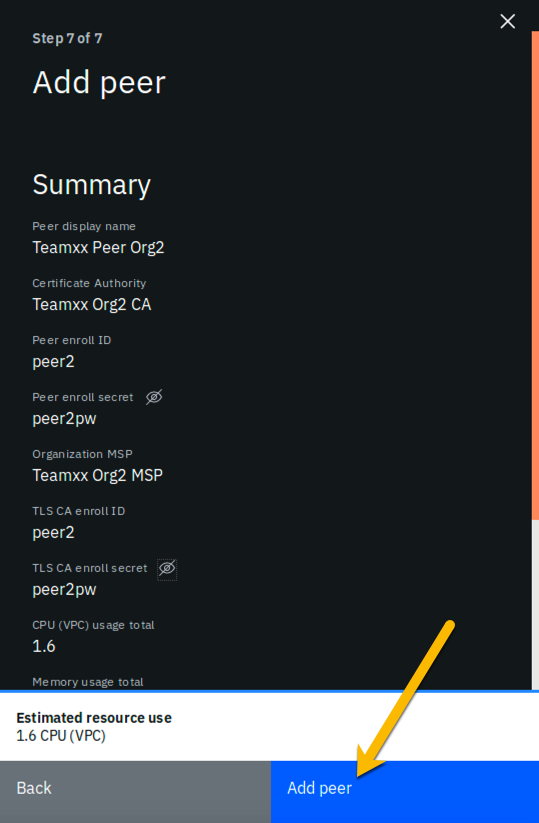 Step 7 of 7
Add peer
Summary
Peer display name
Teamxx Peer Org2
Certificate Authority
Teamxx Org2 CA
Peer enroll ID
peer2
Peer enroll secret
peer2pw
Organization MSP
Teamxx Org2 MSP
TLS CA enroll ID
peer2
TLS CA enroll secret
peer2pw
CPU (VPC) usage total
1.6
Memory usage total
Estimated resource use
1.6 CPU (VPC)
Back
Add peer